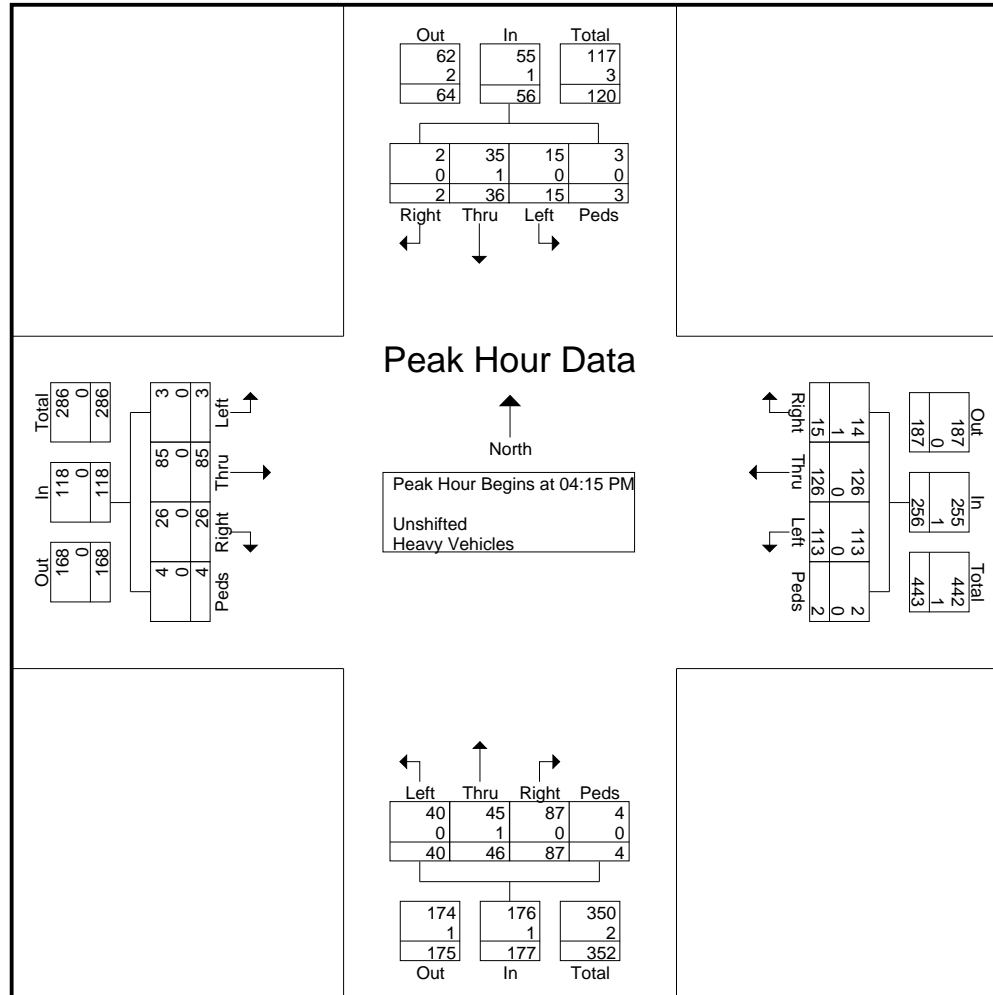 Out In Total
62 55 117
2 1 3
64 56 120
2 35 15 3
0 1 0 0
2 36 15 3
Right Thru Left Peds
Peak Hour Data
North
Peak Hour Begins at 04:15 PM
Unshifted
Heavy Vehicles
Total In Out
286 118 168
0 0 0
286 118 168
3 85 26 4
0 0 0 0
3 85 26 4
Left Thru Right Peds
Right Thru Left Peds
15 126 113 2
1 0 0 0
14 126 113 2
187 256 443
0 1 1
187 255 442
Out In Total
Left Thru Right Peds
40 45 87 4
0 1 0 0
40 46 87 4
174 176 350
1 1 2
175 177 352
Out In Total